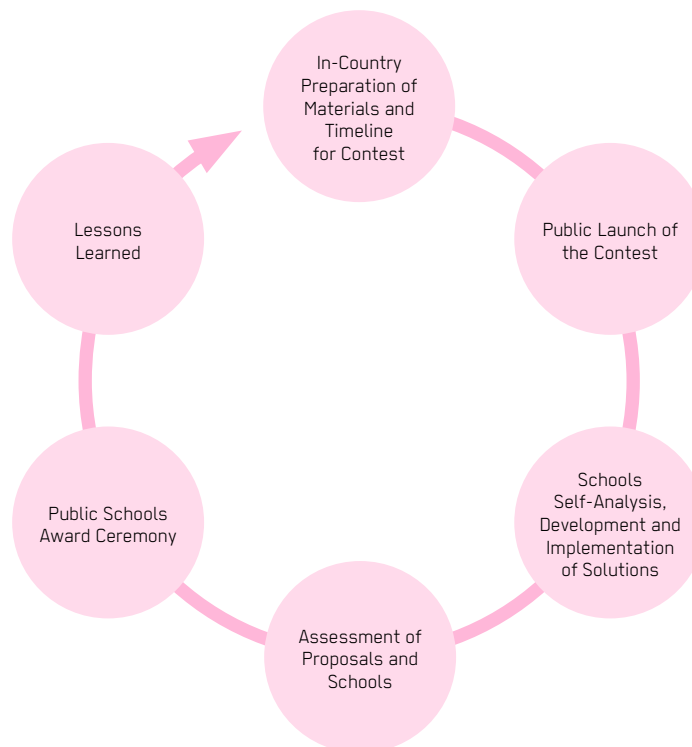 In-Country
Preparation of
Materials and
Timeline
for Contest
Public Launch of
the Contest
Schools
Self-Analysis,
Development and
Implementation
of Solutions
Assessment of
Proposals and
Schools
Public Schools
Award Ceremony
Lessons
Learned